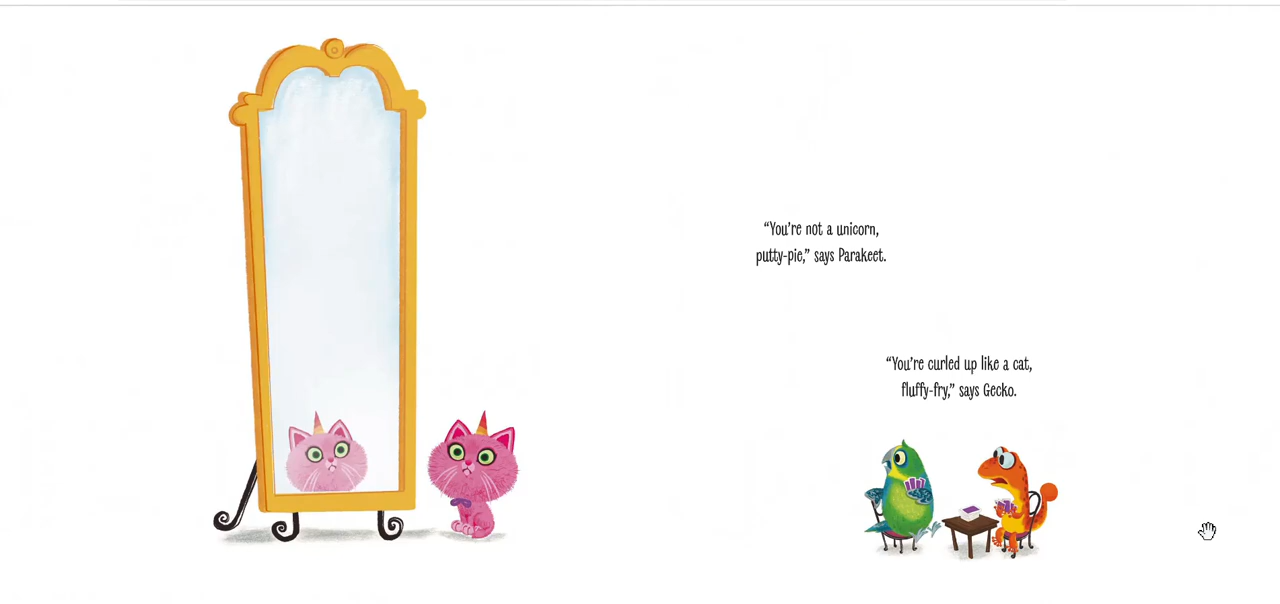 “You’re not a unicorn,
putty-pie,” says Parakeet.
“You’re curled up like a cat,
fluffy-fry,” says Gecko.